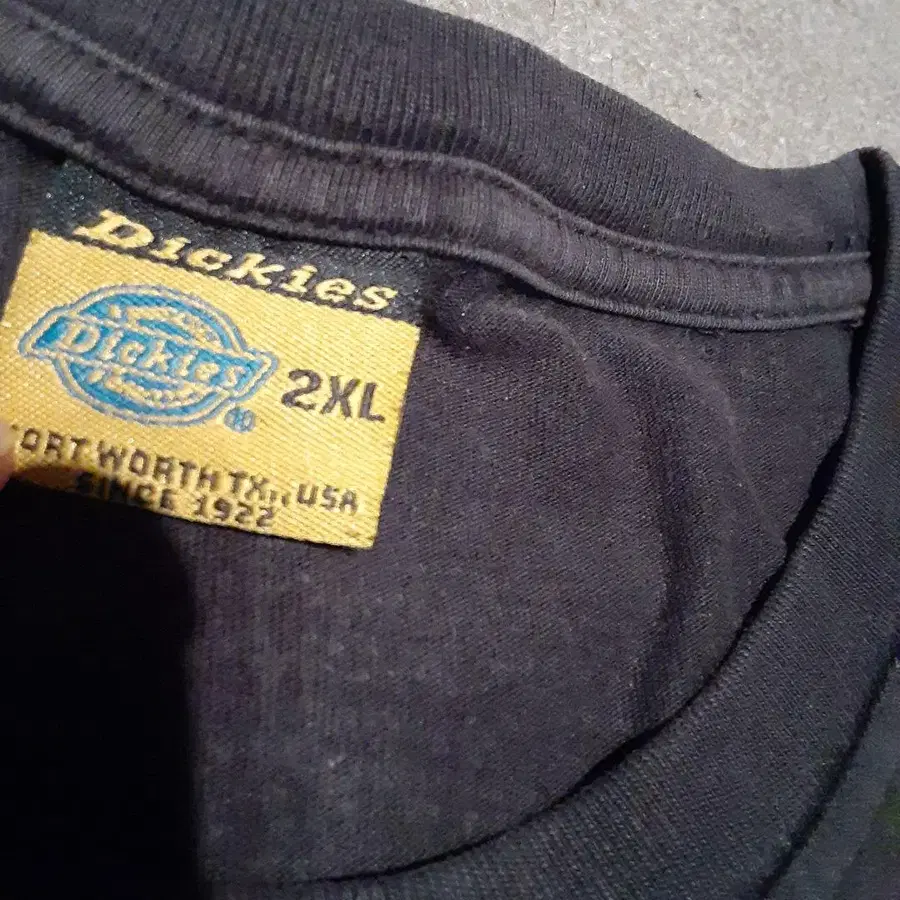 Dickies
Dickies
®
2XL
FORT WORTH TX., USA
SINCE 1922